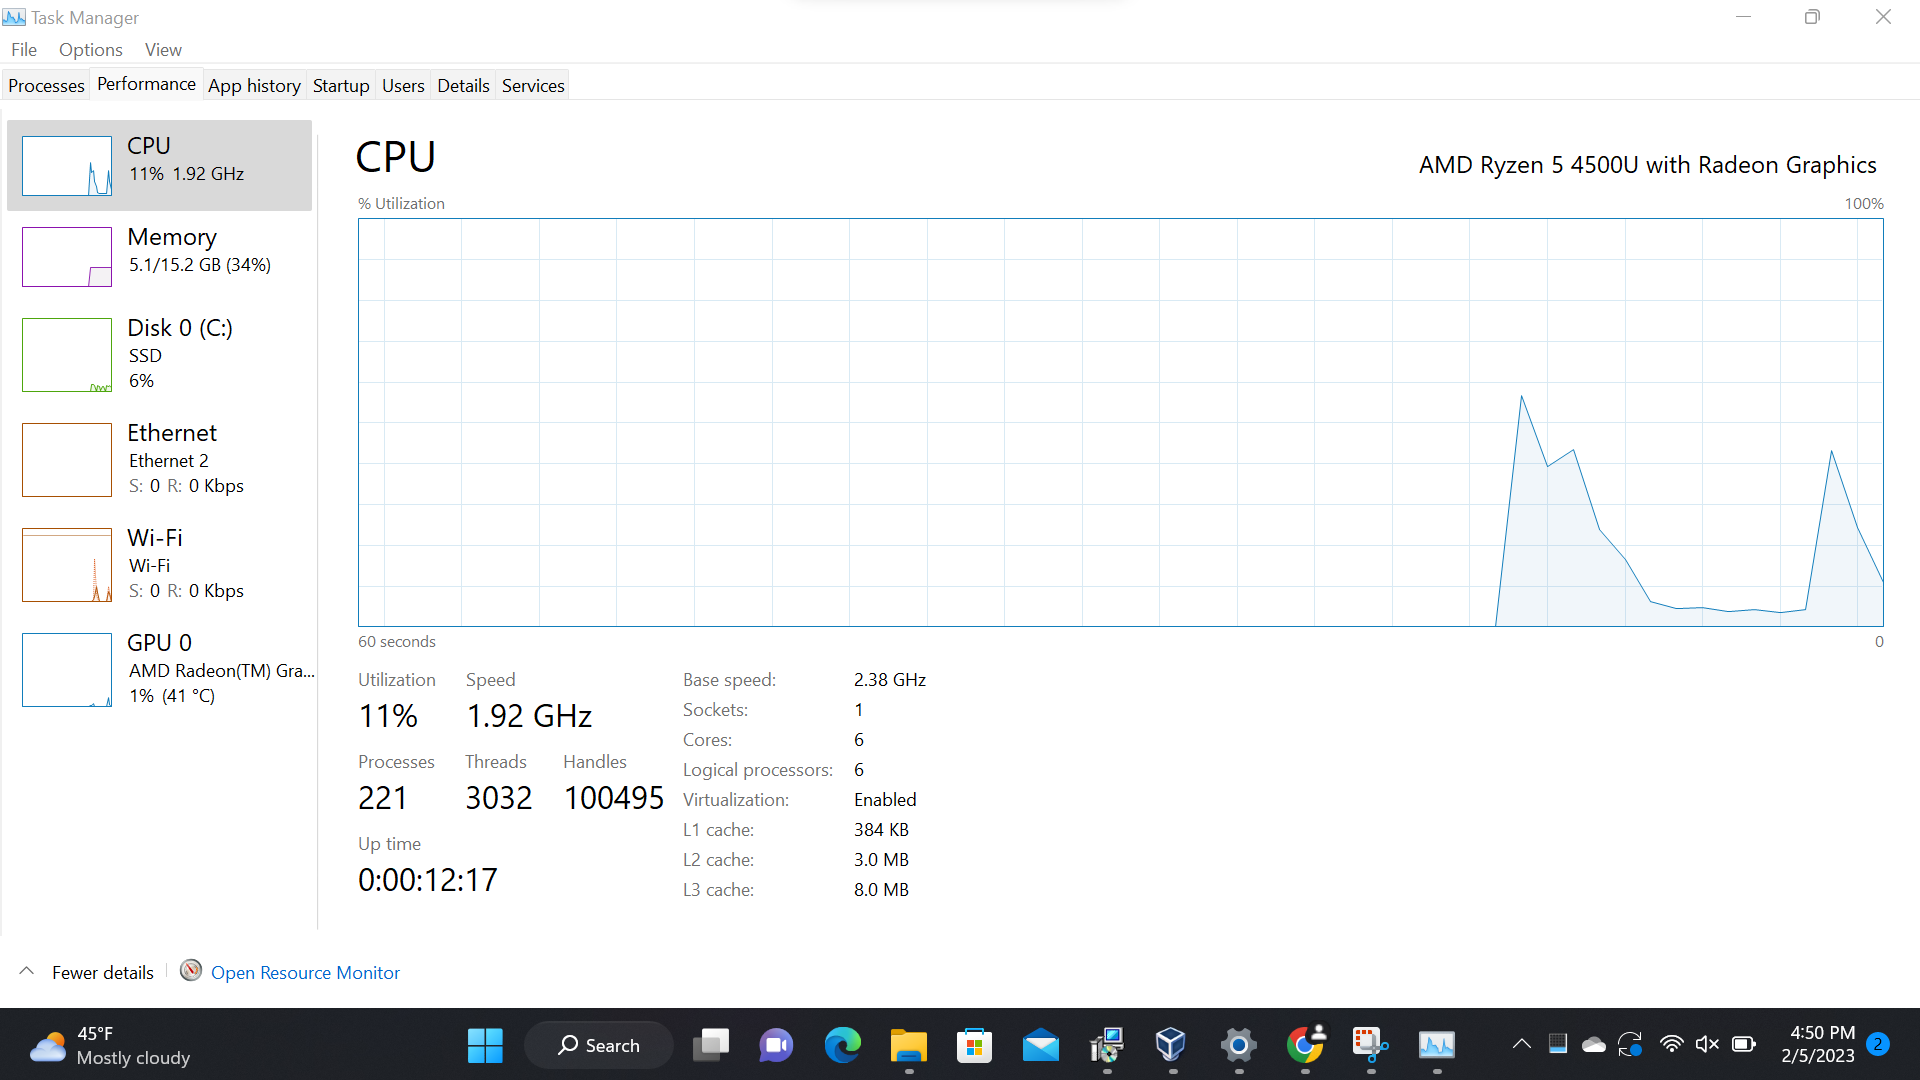 Task Manager
File Options View
Processes Performance App history Startup Users Details Services
CPU
11% 1.92 GHz
Memory
5.1/15.2 GB (34%)
Disk 0 (C:)
SSD
6%
Ethernet
Ethernet 2
S: 0 R: 0 Kbps
Wi-Fi
Wi-Fi
S: 0 R: 0 Kbps
GPU 0
AMD Radeon(TM) Gra...
1% (41 °C)
CPU
AMD Ryzen 5 4500U with Radeon Graphics
% Utilization 100%
60 seconds 0
Utilization Speed
11% 1.92 GHz
Processes Threads Handles
221 3032 100495
Up time
0:00:12:17
Base speed: 2.38 GHz
Sockets: 1
Cores: 6
Logical processors: 6
Virtualization: Enabled
L1 cache: 384 KB
L2 cache: 3.0 MB
L3 cache: 8.0 MB
Fewer details Open Resource Monitor
45°F
Mostly cloudy
Search
4:50 PM
2/5/2023
2